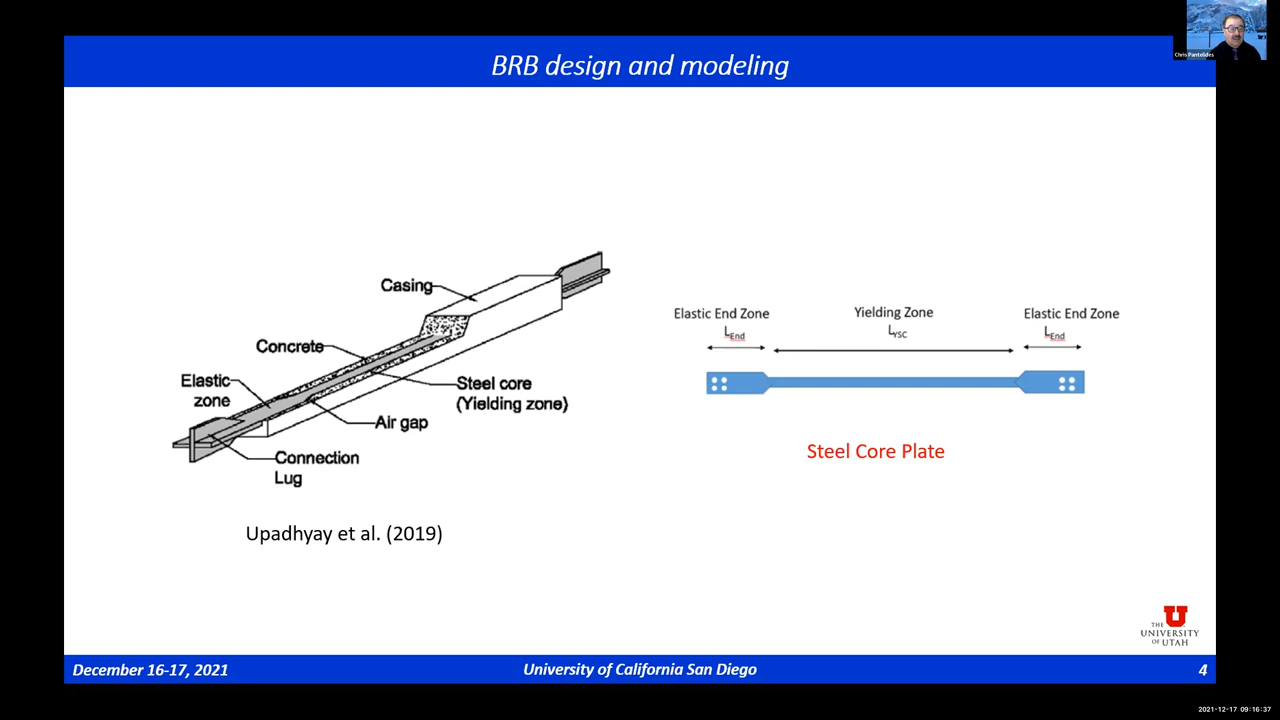 Chris Pantelides
BRB design and modeling
Casing
Concrete
Elastic
zone
Steel core
(Yielding zone)
Air gap
Connection
Lug
Upadhyay et al. (2019)
Elastic End Zone
LEnd
Yielding Zone
LYSC
Elastic End Zone
LEnd
Steel Core Plate
U
THE
UNIVERSITY
OF UTAH
December 16-17, 2021
University of California San Diego
4
2021-12-17 09:16:37